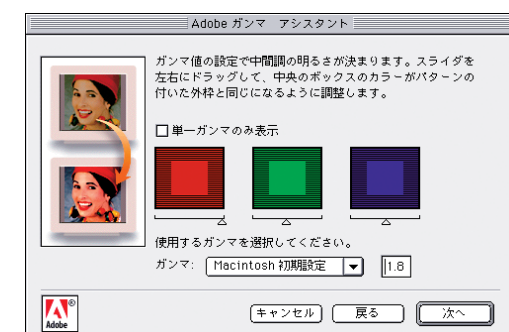 Adobe ガンマ アシスタント
ガンマ値の設定で中間調の明るさが決まります。スライダを
左右にドラッグして、中央のボックスのカラーがパターンの
付いた外枠と同じになるように調整します。
単一ガンマのみ表示
使用するガンマを選択してください。
ガンマ: Macintosh 初期設定 1.8
Adobe
キャンセル 戻る 次へ